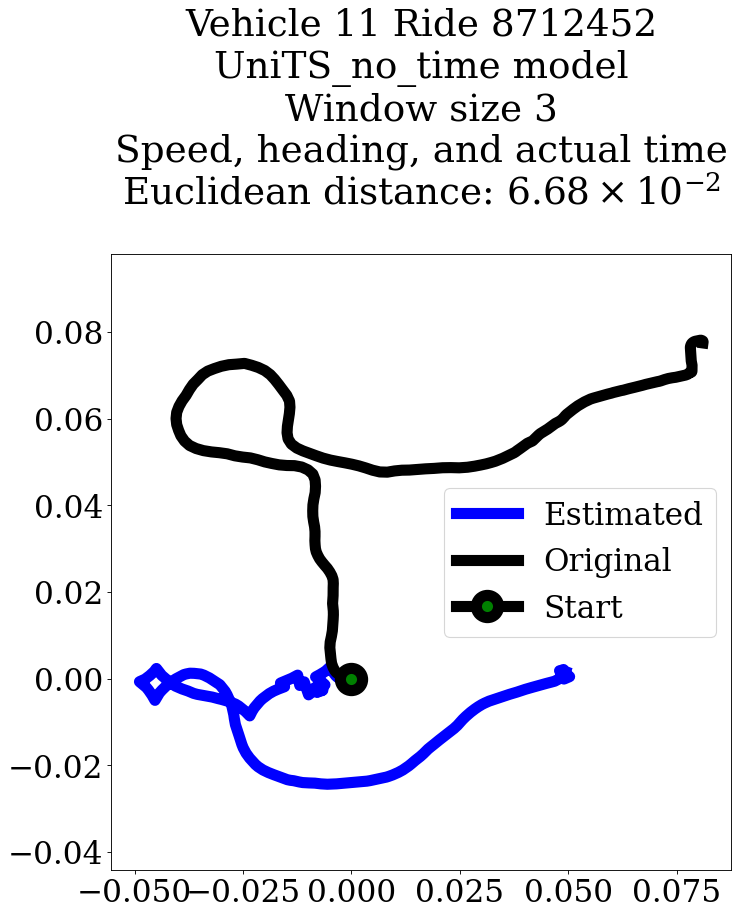 Vehicle 11 Ride 8712452
UniTS_no_time model
Window size 3
Speed, heading, and actual time
Euclidean distance: 6.68 × 10⁻²
0.08
0.06
0.04
0.02
0.00
−0.02
−0.04
Estimated
Original
Start
−0.050 −0.025 0.000 0.025 0.050 0.075